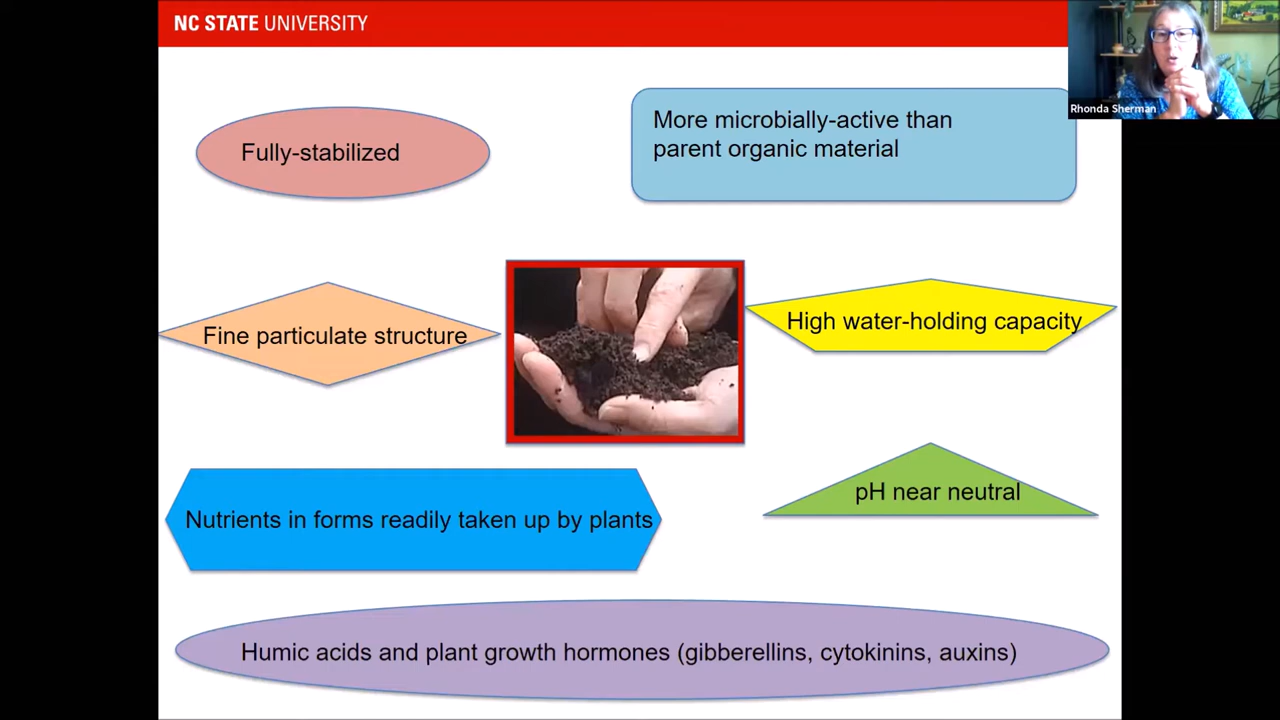 NC STATE UNIVERSITY
Rhonda Sherman
Fully-stabilized
More microbially-active than
parent organic material
Fine particulate structure
High water-holding capacity
Nutrients in forms readily taken up by plants
pH near neutral
Humic acids and plant growth hormones (gibberellins, cytokinins, auxins)